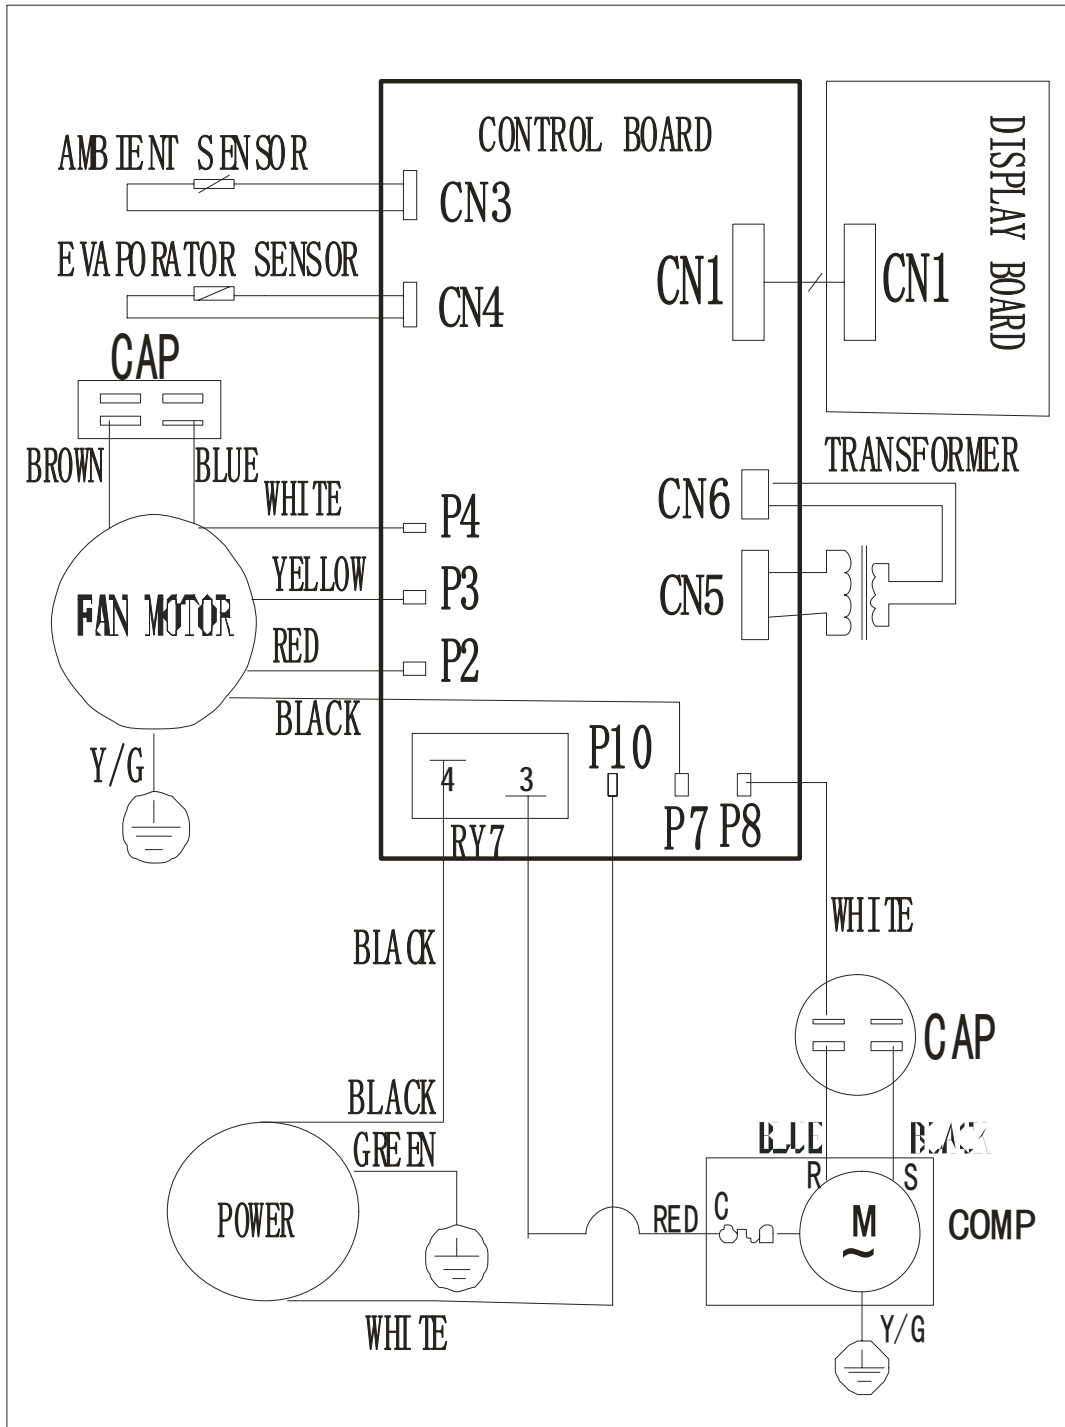 CONTROL BOARD
DISPLAY BOARD
AMBIENT SENSOR
CN3
EVAPORATOR SENSOR
CN4
CN1
CN1
CAP
BROWN
BLUE
WHITE
P4
YELLOW
P3
FAN MOTOR
RED
P2
BLACK
Y/G
TRANSFORMER
CN6
CN5
4
3
RY7
P10
P7
P8
BLACK
WHITE
CAP
BLACK
GREEN
POWER
WHITE
BLUE
BLACK
R
S
RED
C
M
~
COMP
Y/G